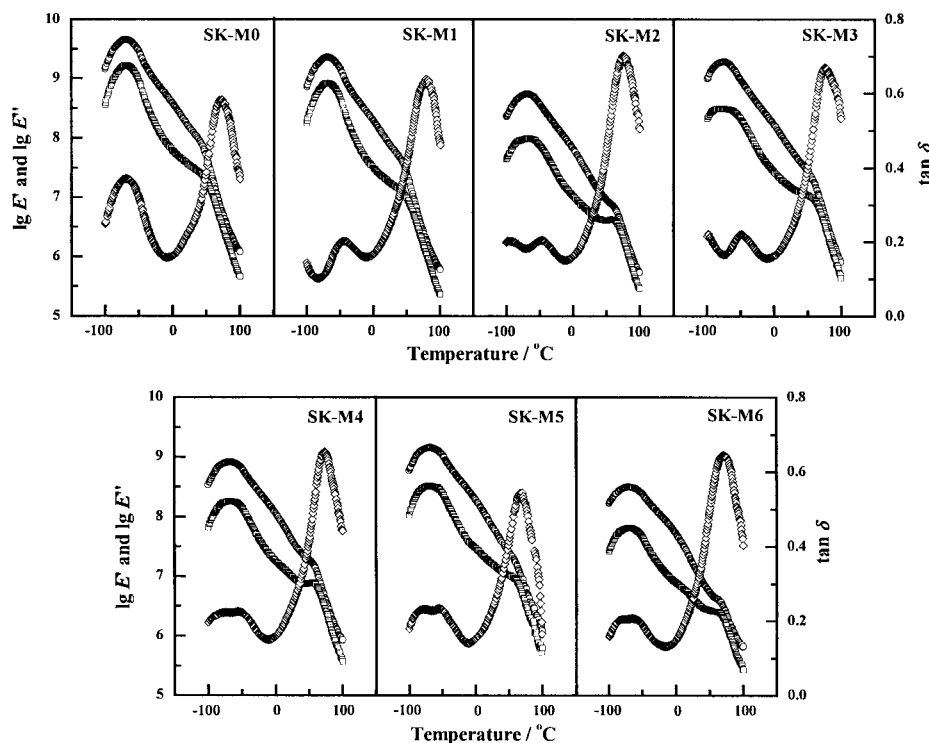 SK-M0 SK-M1 SK-M2 SK-M3
10
9
8
7
6
5
lg E' and lg E"
0.8
0.6
0.4
0.2
0.0
tan δ
-100 0 100 -100 0 100 -100 0 100 -100 0 100
Temperature / °C
SK-M4 SK-M5 SK-M6
10
9
8
7
6
5
lg E' and lg E"
0.8
0.6
0.4
0.2
0.0
tan δ
-100 0 100 -100 0 100 -100 0 100
Temperature / °C